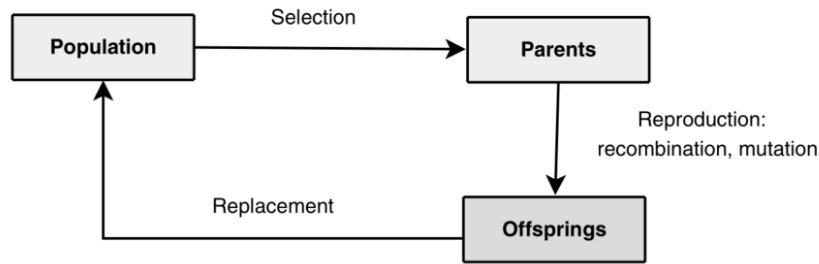 Selection
Population
Parents
Reproduction:
recombination, mutation
Replacement
Offsprings